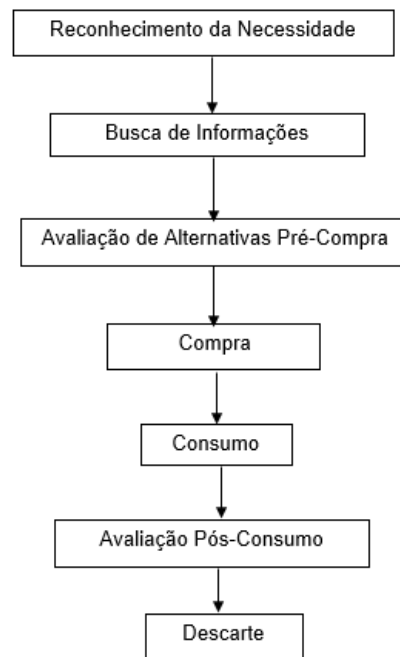 Reconhecimento da Necessidade
Busca de Informações
Avaliação de Alternativas Pré-Compra
Compra
Consumo
Avaliação Pós-Consumo
Descarte